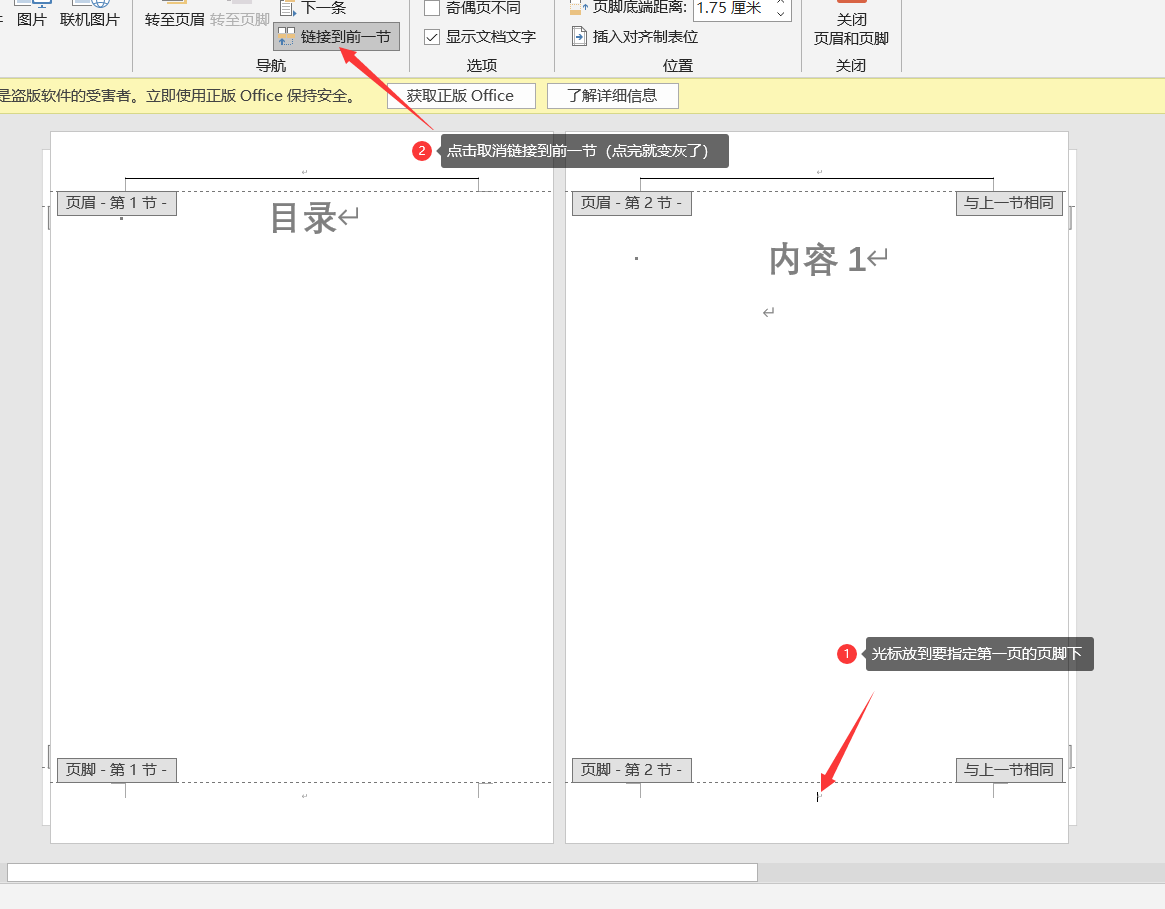 图片 联机图片 转至页眉 转至页脚 下一条 奇偶页不同 页脚底端距离: 1.75 厘米 关闭
链接到前一节 显示文档文字 插入对齐制表位 页眉和页脚
导航 选项 位置 关闭
是盗版软件的受害者。立即使用正版 Office 保持安全。 获取正版 Office 了解详细信息
2 点击取消链接到前一节（点完就变灰了）
页眉 - 第 1 节 - 页眉 - 第 2 节 - 与上一节相同
目录
内容 1
1 光标放到要指定第一页的页脚下
页脚 - 第 1 节 - 页脚 - 第 2 节 - 与上一节相同